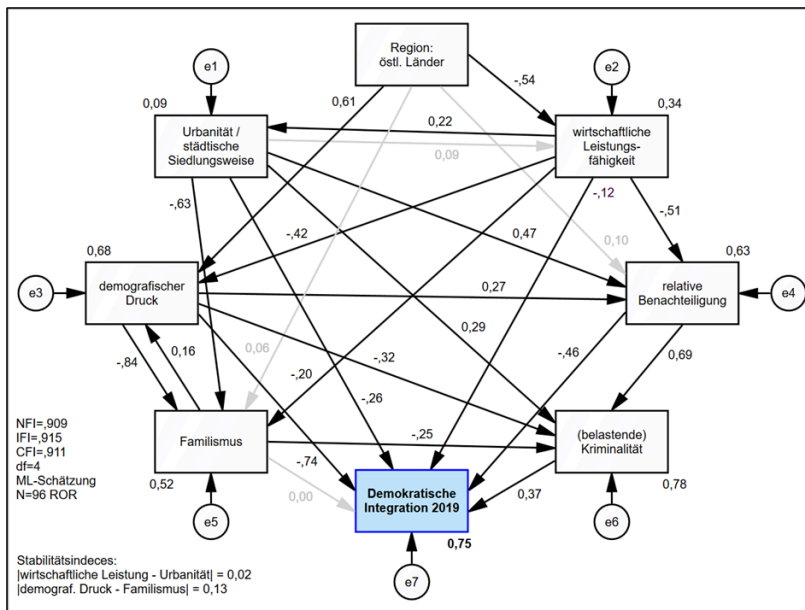 Region:
östl. Länder
e1
e2
0,09
0,61
-,54
0,34
Urbanität /
städtische
Siedlungsweise
0,22
0,09
wirtschaftliche
Leistungs-
fähigkeit
-,63
-,12
-,51
-,42
0,47
0,10
0,68
0,63
e3
demografischer
Druck
0,27
relative
Benachteiligung
e4
-,84
0,16
0,06
0,29
-,32
-,46
0,69
-,20
-,26
NFI=,909
IFI=,915
CFI=,911
df=4
ML-Schätzung
N=96 ROR
Familismus
-,25
(belastende)
Kriminalität
-,74
0,00
0,37
0,52
0,78
Demokratische
Integration 2019
e5
e6
0,75
e7
Stabilitätsindeces:
|wirtschaftliche Leistung - Urbanität| = 0,02
|demograf. Druck - Familismus| = 0,13